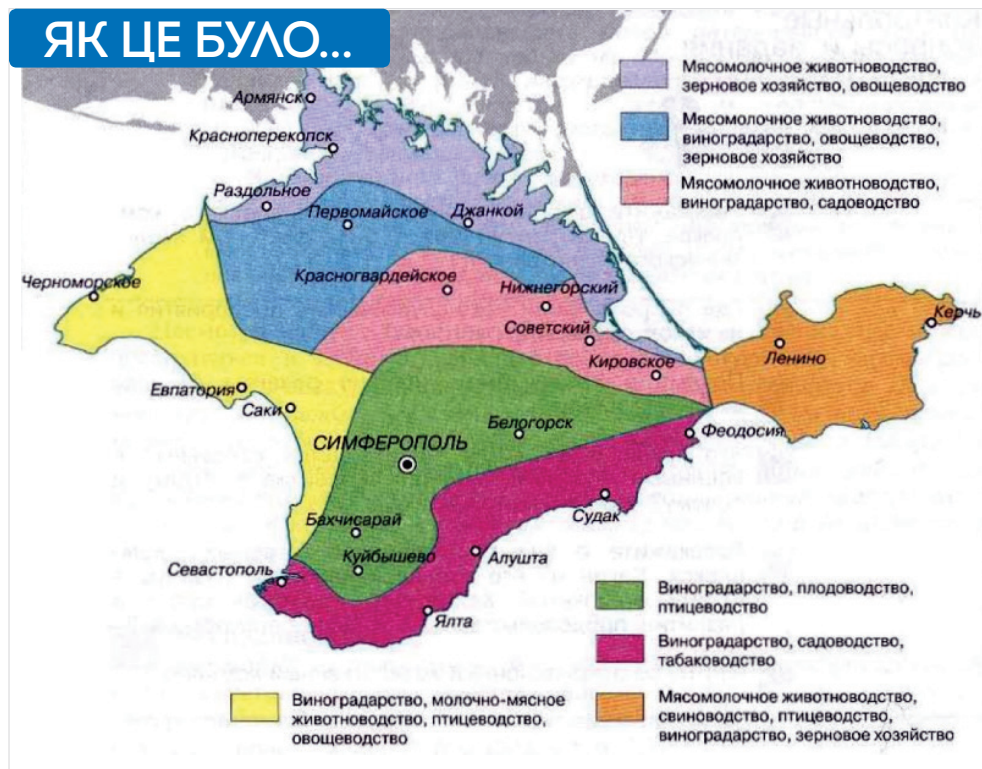 ЯК ЦЕ БУЛО...
Мясомолочное животноводство,
зерновое хозяйство, овощеводство
Мясомолочное животноводство,
виноградарство, овощеводство,
зерновое хозяйство
Мясомолочное животноводство,
виноградарство, садоводство
Армянск
Красноперекопск
Раздольное
Первомайское
Джанкой
Черноморское
Красногвардейское
Нижнегорский
Советский
Кировское
Керчь
Ленино
Евпатория
Саки
Белогорск
Феодосия
СИМФЕРОПОЛЬ
Судак
Бахчисарай
Куйбышево
Алушта
Севастополь
Ялта
Виноградарство, плодоводство,
птицеводство
Виноградарство, садоводство,
табаководство
Виноградарство, молочно-мясное
животноводство, птицеводство,
овощеводство
Мясомолочное животноводство,
свиноводство, птицеводство,
виноградарство, зерновое хозяйство